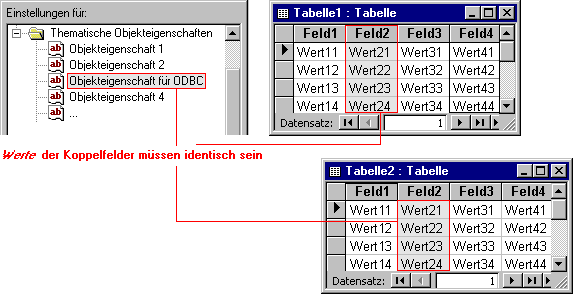 Einstellungen für:
Thematische Objekteigenschaften
Objekteigenschaft 1
Objekteigenschaft 2
Objekteigenschaft für ODBC
Objekteigenschaft 4
...
Tabelle1 : Tabelle
Feld1 Feld2 Feld3 Feld4
Wert11 Wert21 Wert31 Wert41
Wert12 Wert22 Wert32 Wert42
Wert13 Wert23 Wert33 Wert43
Wert14 Wert24 Wert34 Wert44
Datensatz: 1
Werte der Koppelfelder müssen identisch sein
Tabelle2 : Tabelle
Feld1 Feld2 Feld3 Feld4
Wert11 Wert21 Wert31 Wert41
Wert12 Wert22 Wert32 Wert42
Wert13 Wert23 Wert33 Wert43
Wert14 Wert24 Wert34 Wert44
Datensatz: 1